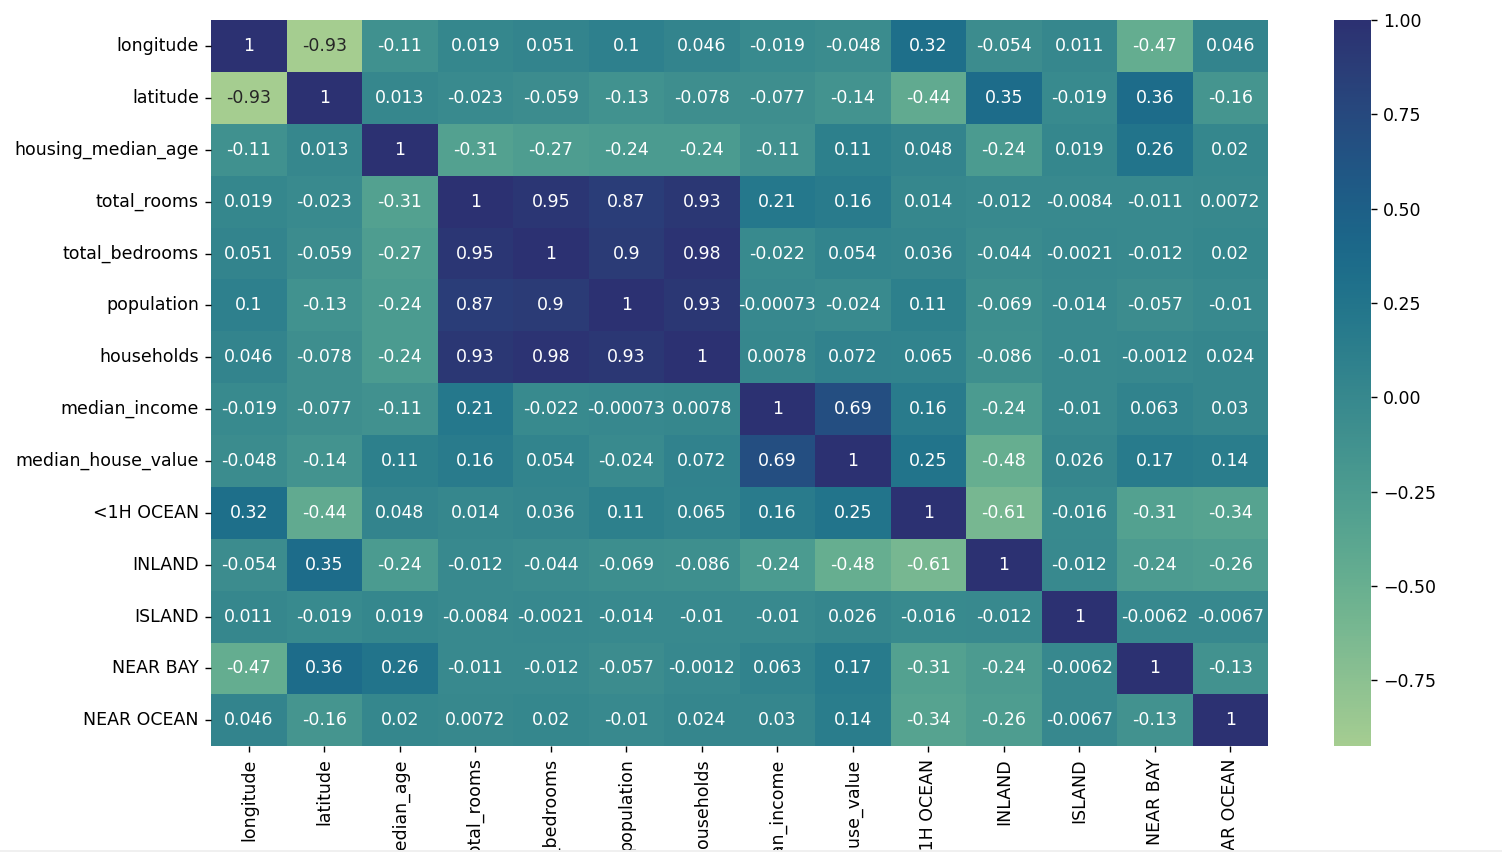 longitude 1 -0.93 -0.11 0.019 0.051 0.1 0.046 -0.019 -0.048 0.32 -0.054 0.011 -0.47 0.046
latitude -0.93 1 0.013 -0.023 -0.059 -0.13 -0.078 -0.077 -0.14 -0.44 0.35 -0.019 0.36 -0.16
housing_median_age -0.11 0.013 1 -0.31 -0.27 -0.24 -0.24 -0.11 0.11 0.048 -0.24 0.019 0.26 0.02
total_rooms 0.019 -0.023 -0.31 1 0.95 0.87 0.93 0.21 0.16 0.014 -0.012 -0.0084 -0.011 0.0072
total_bedrooms 0.051 -0.059 -0.27 0.95 1 0.9 0.98 -0.022 0.054 0.036 -0.044 -0.0021 -0.012 0.02
population 0.1 -0.13 -0.24 0.87 0.9 1 0.93 -0.00073 -0.024 0.11 -0.069 -0.014 -0.057 -0.01
households 0.046 -0.078 -0.24 0.93 0.98 0.93 1 0.0078 0.072 0.065 -0.086 -0.01 -0.0012 0.024
median_income -0.019 -0.077 -0.11 0.21 -0.022 -0.00073 0.0078 1 0.69 0.16 -0.24 -0.01 0.063 0.03
median_house_value -0.048 -0.14 0.11 0.16 0.054 -0.024 0.072 0.69 1 0.25 -0.48 0.026 0.17 0.14
<1H OCEAN 0.32 -0.44 0.048 0.014 0.036 0.11 0.065 0.16 0.25 1 -0.61 -0.016 -0.31 -0.34
INLAND -0.054 0.35 -0.24 -0.012 -0.044 -0.069 -0.086 -0.24 -0.48 -0.61 1 -0.012 -0.24 -0.26
ISLAND 0.011 -0.019 0.019 -0.0084 -0.0021 -0.014 -0.01 -0.01 0.026 -0.016 -0.012 1 -0.0062 -0.0067
NEAR BAY -0.47 0.36 0.26 -0.011 -0.012 -0.057 -0.0012 0.063 0.17 -0.31 -0.24 -0.0062 1 -0.13
NEAR OCEAN 0.046 -0.16 0.02 0.0072 0.02 -0.01 0.024 0.03 0.14 -0.34 -0.26 -0.0067 -0.13 1
longitude
latitude
edian_age
otal_rooms
_bedrooms
population
ouseholds
an_income
use_value
1H OCEAN
INLAND
ISLAND
NEAR BAY
AR OCEAN
1.00
0.75
0.50
0.25
0.00
−0.25
−0.50
−0.75